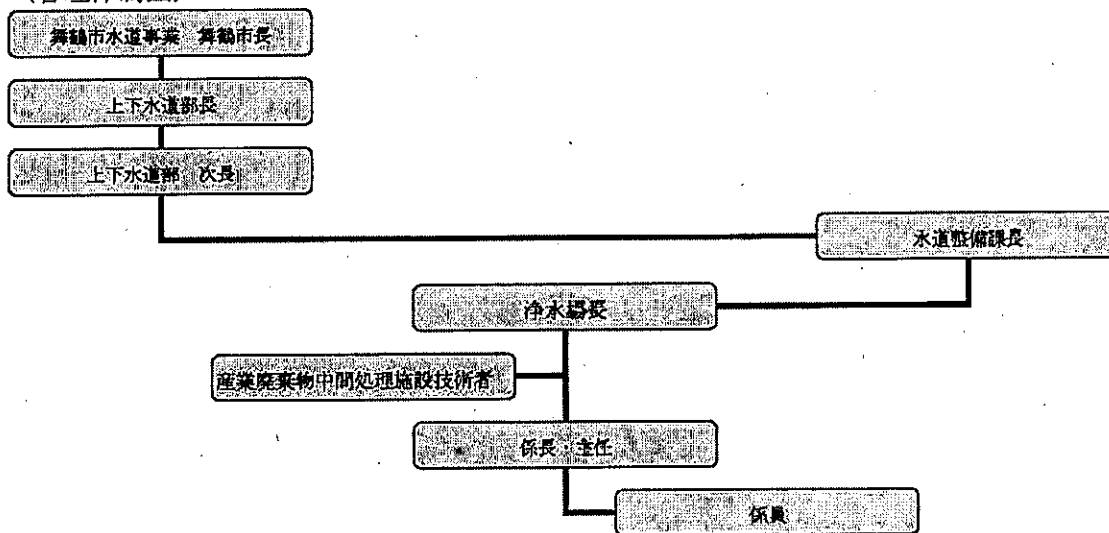 舞鶴市水道事業 舞鶴市長
上下水道部長
上下水道部 次長
水道整備課長
浄水場長
産業廃棄物中間処理施設技術者
係長・主任
係員